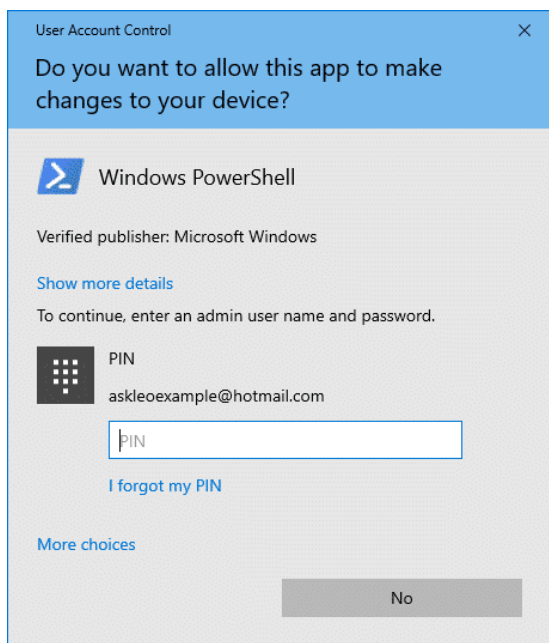 User Account Control
Do you want to allow this app to make
changes to your device?
Windows PowerShell
Verified publisher: Microsoft Windows
Show more details
To continue, enter an admin user name and password.
PIN
askleoexample@hotmail.com
PIN
I forgot my PIN
More choices
No